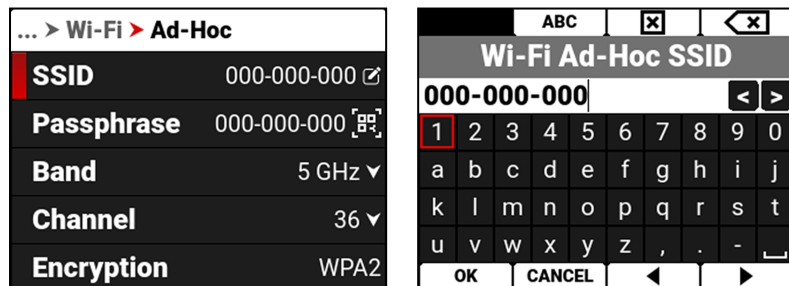 ... > Wi-Fi > Ad-Hoc
SSID 000-000-000
Passphrase 000-000-000
Band 5 GHz
Channel 36
Encryption WPA2
ABC
Wi-Fi Ad-Hoc SSID
000-000-000 < >
1 2 3 4 5 6 7 8 9 0
a b c d e f g h i j
k l m n o p q r s t
u v w x y z , . -
OK CANCEL